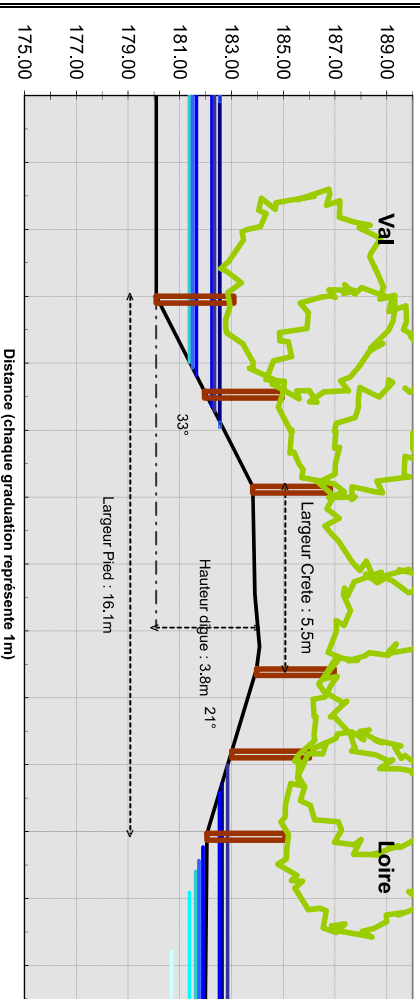 189.00
187.00
185.00
183.00
181.00
179.00
177.00
175.00
Val
Loire
Largeur Crete : 5.5m
Hauteur digue : 3.8m
33°
21°
Largeur Pied : 16.1m
Distance (chaque graduation représente 1m)